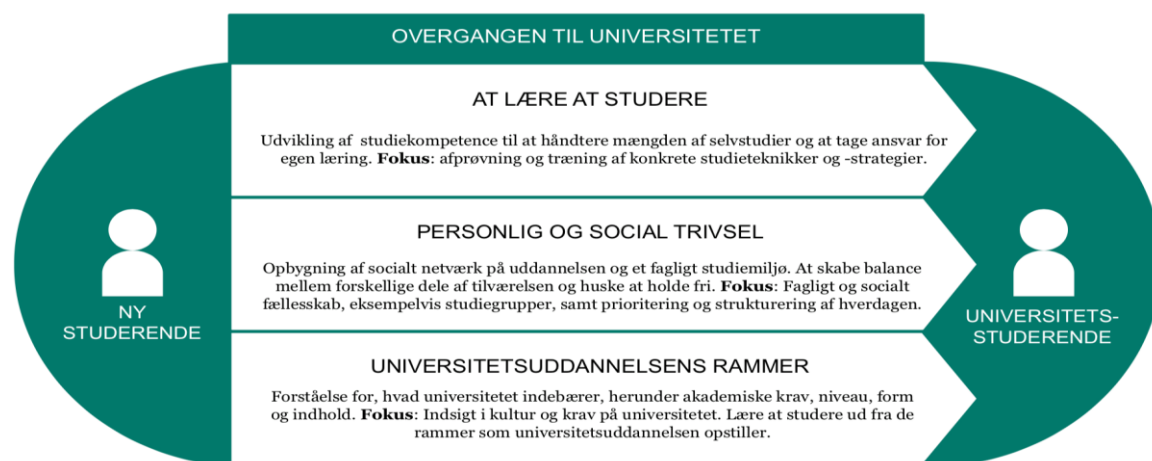 OVERGANGEN TIL UNIVERSITETET
AT LÆRE AT STUDERE
Udvikling af studiekompetence til at håndtere mængden af selvstudier og at tage ansvar for
egen læring. Fokus: afprøvning og træning af konkrete studieteknikker og -strategier.
PERSONLIG OG SOCIAL TRIVSEL
Opbygning af socialt netværk på uddannelsen og et fagligt studiemiljø. At skabe balance
mellem forskellige dele af tilværelsen og huske at holde fri. Fokus: Fagligt og socialt
fællesskab, eksempelvis studiegrupper, samt prioritering og strukturering af hverdagen.
UNIVERSITETSUDDANNELSENS RAMMER
Forståelse for, hvad universitetet indebærer, herunder akademiske krav, niveau, form
og indhold. Fokus: Indsigt i kultur og krav på universitetet. Lære at studere ud fra de
rammer som universitetsuddannelsen opstiller.
NY
STUDERENDE
UNIVERSITETS-
STUDERENDE